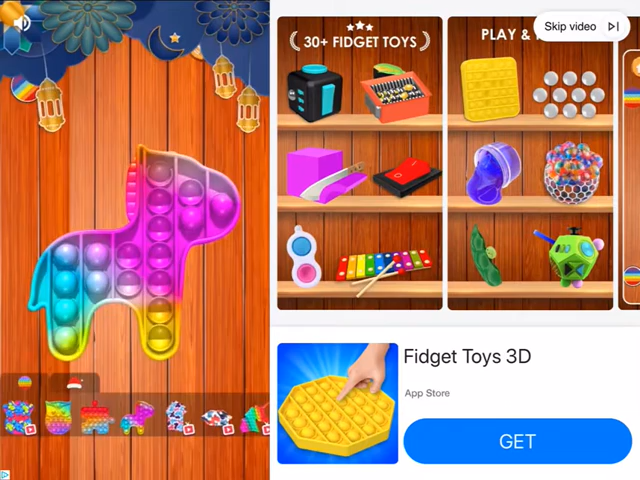 30+ FIDGET TOYS
PLAY &
Skip video
Fidget Toys 3D
App Store
GET